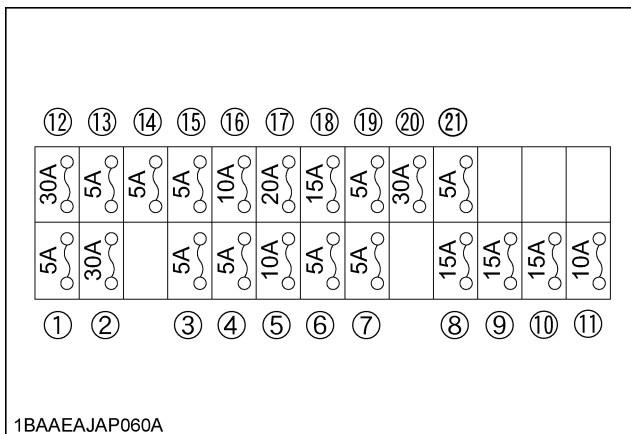 ⑫ ⑬ ⑭ ⑮ ⑯ ⑰ ⑱ ⑲ ⑳ ㉑
30A 5A 5A 5A 10A 20A 15A 5A 30A 5A
5A 30A 5A 5A 10A 5A 5A 15A 15A 15A 10A
① ② ③ ④ ⑤ ⑥ ⑦ ⑧ ⑨ ⑩ ⑪
1BAAEAJAP060A